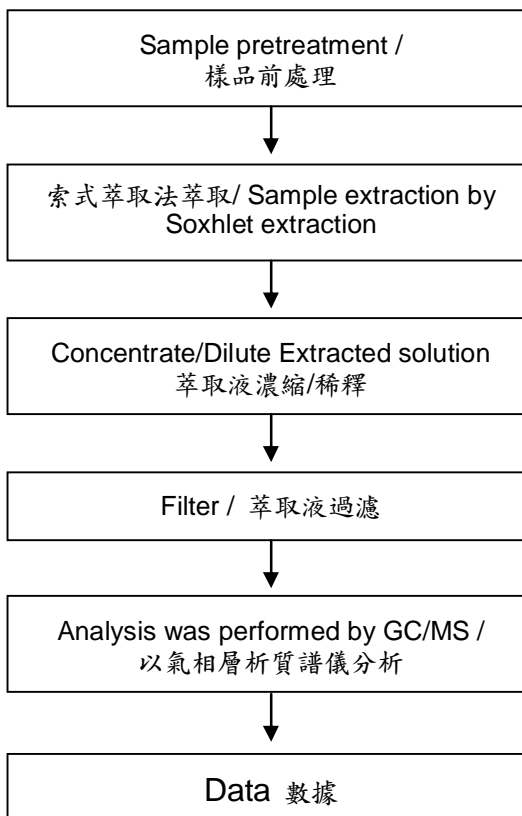 Sample pretreatment /
樣品前處理
索式萃取法萃取/ Sample extraction by
Soxhlet extraction
Concentrate/Dilute Extracted solution
萃取液濃縮/稀釋
Filter / 萃取液過濾
Analysis was performed by GC/MS /
以氣相層析質譜儀分析
Data 數據